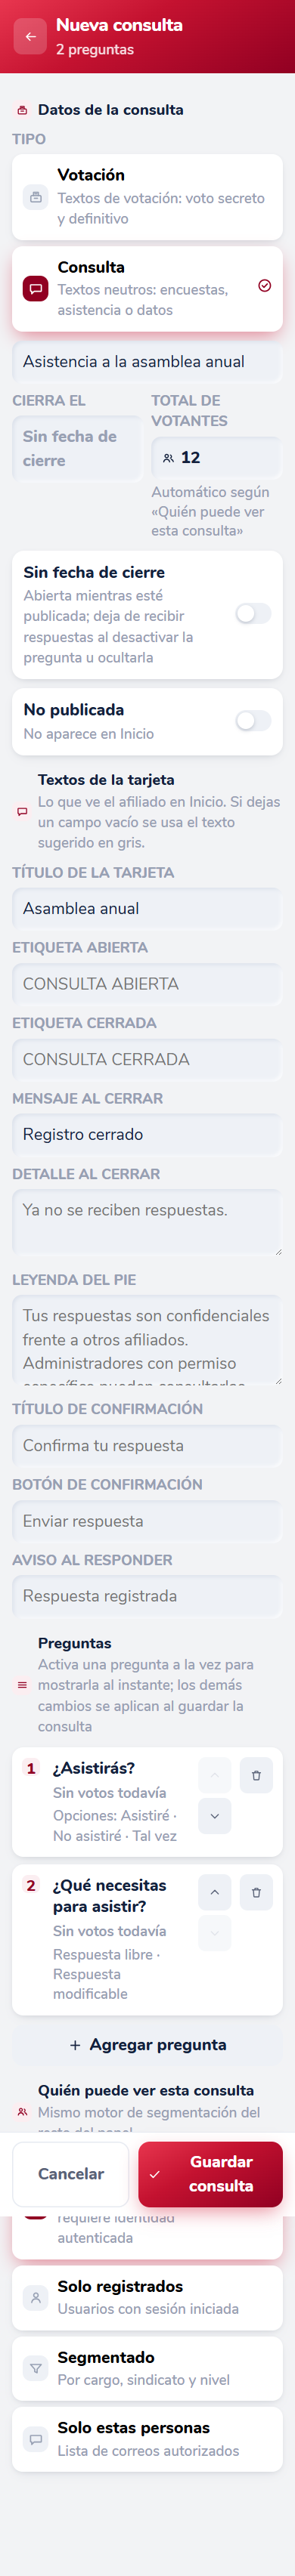 Nueva consulta
2 preguntas
Datos de la consulta
TIPO
Votación
Textos de votación: voto secreto
y definitivo
Consulta
Textos neutros: encuestas,
asistencia o datos
Asistencia a la asamblea anual
CIERRA EL
Sin fecha de
cierre
TOTAL DE
VOTANTES
12
Automático según
«Quién puede ver
esta consulta»
Sin fecha de cierre
Abierta mientras esté
publicada; deja de recibir
respuestas al desactivar la
pregunta u ocultarla
No publicada
No aparece en Inicio
Textos de la tarjeta
Lo que ve el afiliado en Inicio. Si dejas
un campo vacío se usa el texto
sugerido en gris.
TÍTULO DE LA TARJETA
Asamblea anual
ETIQUETA ABIERTA
CONSULTA ABIERTA
ETIQUETA CERRADA
CONSULTA CERRADA
MENSAJE AL CERRAR
Registro cerrado
DETALLE AL CERRAR
Ya no se reciben respuestas.
LEYENDA DEL PIE
Tus respuestas son confidenciales
frente a otros afiliados.
Administradores con permiso
TÍTULO DE CONFIRMACIÓN
Confirma tu respuesta
BOTÓN DE CONFIRMACIÓN
Enviar respuesta
AVISO AL RESPONDER
Respuesta registrada
Preguntas
Activa una pregunta a la vez para
mostrarla al instante; los demás
cambios se aplican al guardar la
consulta
1
¿Asistirás?
Sin votos todavía
Opciones: Asistiré ·
No asistiré · Tal vez
2
¿Qué necesitas
para asistir?
Sin votos todavía
Respuesta libre ·
Respuesta
modificable
+ Agregar pregunta
Quién puede ver esta consulta
Mismo motor de segmentación del
Cancelar
Guardar
consulta
requiere identidad
autenticada
Solo registrados
Usuarios con sesión iniciada
Segmentado
Por cargo, sindicato y nivel
Solo estas personas
Lista de correos autorizados